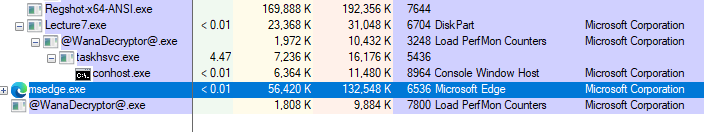 Regshot-x64-ANSI.exe 169,888 K 192,356 K 7644
Lecture7.exe < 0.01 23,368 K 31,048 K 6704 DiskPart Microsoft Corporation
@WanaDecryptor@.exe 1,972 K 10,432 K 3248 Load PerfMon Counters Microsoft Corporation
taskhsvc.exe 4.47 7,236 K 16,176 K 5436
conhost.exe < 0.01 6,364 K 11,480 K 8964 Console Window Host Microsoft Corporation
msedge.exe < 0.01 56,420 K 132,548 K 6536 Microsoft Edge Microsoft Corporation
@WanaDecryptor@.exe 1,808 K 9,884 K 7800 Load PerfMon Counters Microsoft Corporation